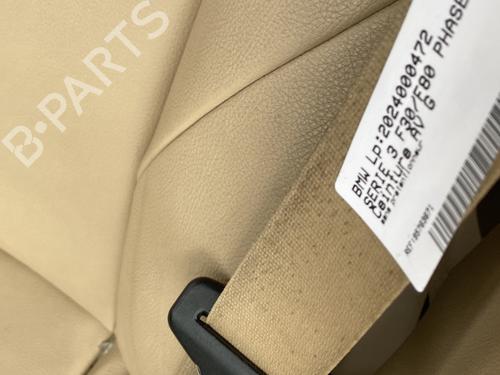 B-PARTS
BMW Lp:2024000472
SERIE 3 F30/F80 PHASE
Ceinture AV G